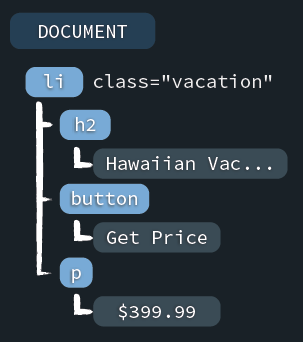 DOCUMENT
li class="vacation"
h2
Hawaiian Vac...
button
Get Price
p
$399.99